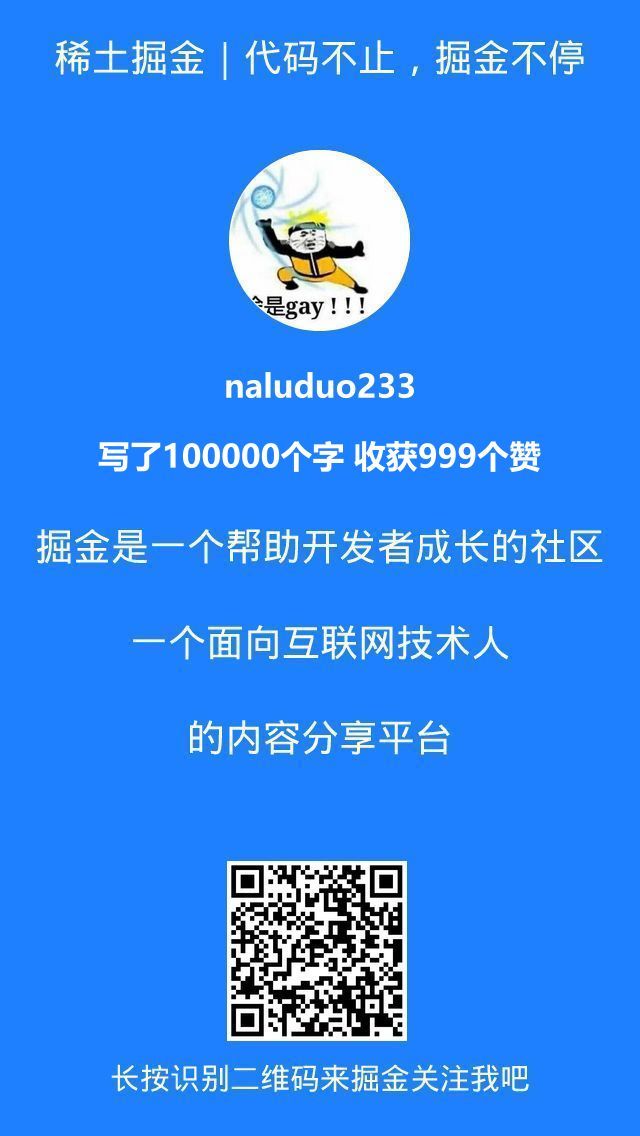 稀土掘金｜代码不止，掘金不停
是gay ! ! !
naluduo233
写了100000个字 收获999个赞
掘金是一个帮助开发者成长的社区
一个面向互联网技术人
的内容分享平台
长按识别二维码来掘金关注我吧